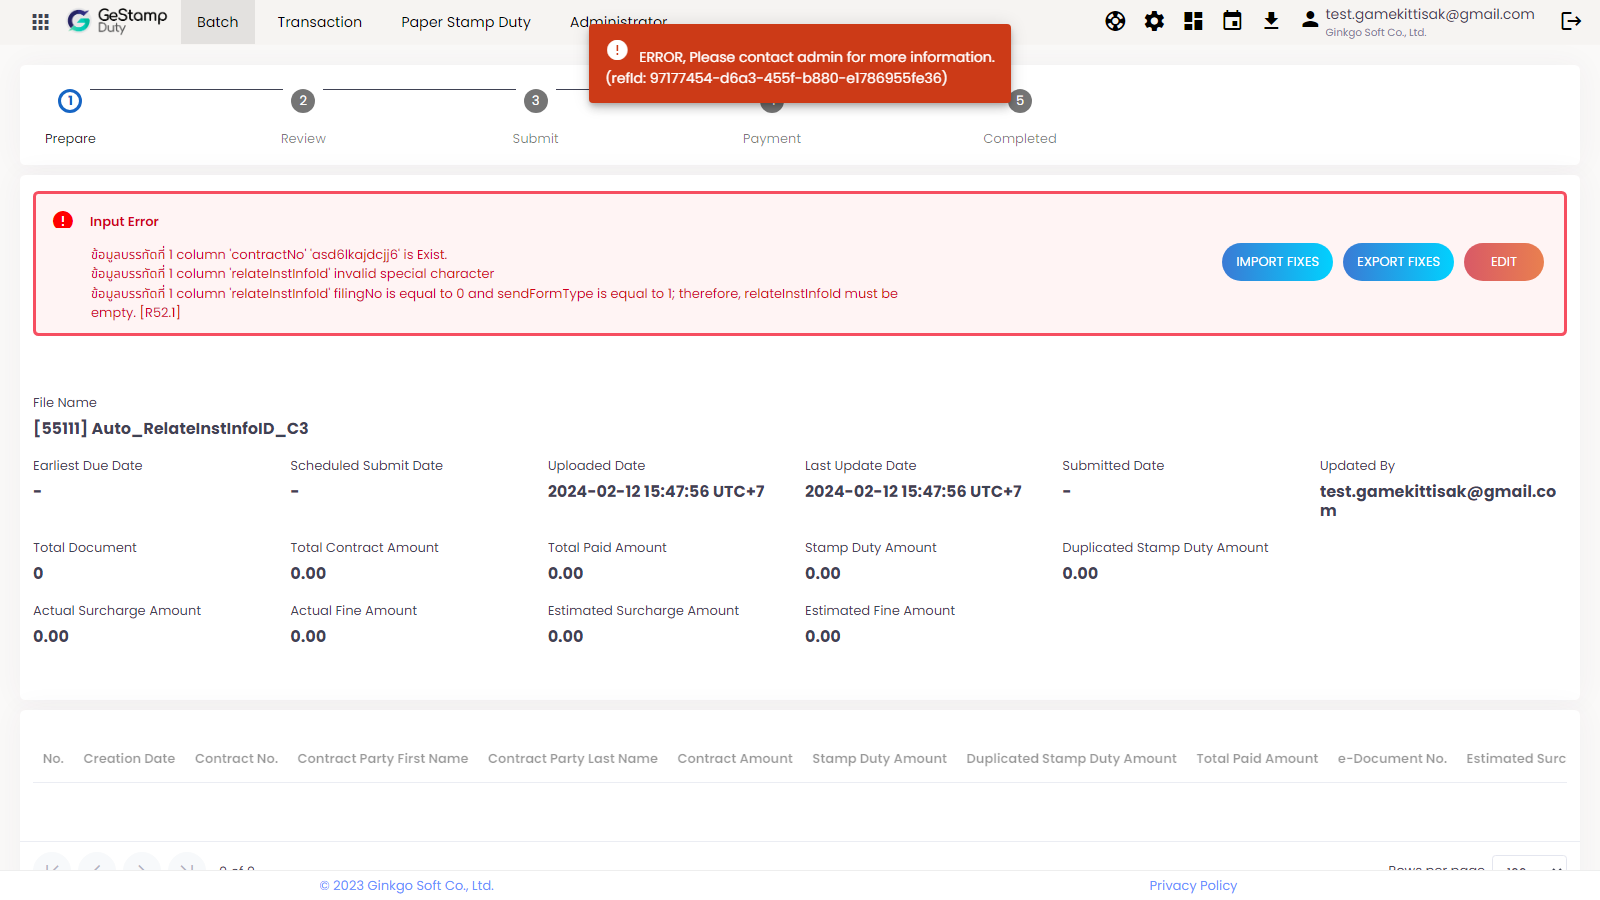 GeStamp
Duty
Batch
Transaction
Paper Stamp Duty
Administrator
test.gamekittisak@gmail.com
Ginkgo Soft Co., Ltd.
ERROR, Please contact admin for more information.
(refId: 97177454-d6a3-455f-b880-e1786955fe36)
1
2
3
5
Prepare
Review
Submit
Payment
Completed
Input Error
ข้อมูลบรรทัดที่ 1 column 'contractNo' 'asd6lkajdcjj6' is Exist.
ข้อมูลบรรทัดที่ 1 column 'relateInstInfoId' invalid special character
ข้อมูลบรรทัดที่ 1 column 'relateInstInfoId' filingNo is equal to 0 and sendFormType is equal to 1; therefore, relateInstInfoId must be
empty. [R52.1]
IMPORT FIXES
EXPORT FIXES
EDIT
File Name
[55111] Auto_RelateInstInfoID_C3
Earliest Due Date
Scheduled Submit Date
Uploaded Date
Last Update Date
Submitted Date
Updated By
-
-
2024-02-12 15:47:56 UTC+7
2024-02-12 15:47:56 UTC+7
-
test.gamekittisak@gmail.co
m
Total Document
Total Contract Amount
Total Paid Amount
Stamp Duty Amount
Duplicated Stamp Duty Amount
0
0.00
0.00
0.00
0.00
Actual Surcharge Amount
Actual Fine Amount
Estimated Surcharge Amount
Estimated Fine Amount
0.00
0.00
0.00
0.00
No.
Creation Date
Contract No.
Contract Party First Name
Contract Party Last Name
Contract Amount
Stamp Duty Amount
Duplicated Stamp Duty Amount
Total Paid Amount
e-Document No.
Estimated Surc
Rows per page
© 2023 Ginkgo Soft Co., Ltd.
Privacy Policy